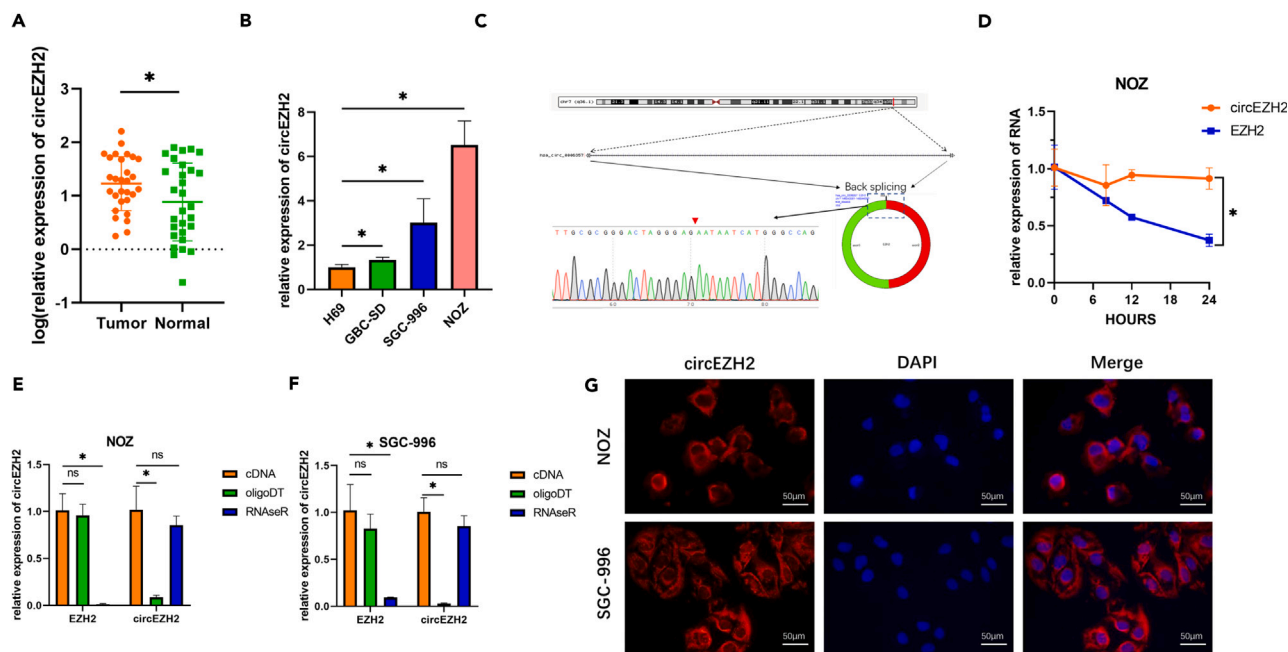 A
log(relative expression of circEZH2)
3
2
1
0
-1
*
Tumor Normal
B
relative expression of circEZH2
8
6
4
2
0
*
*
*
H69
GBC-SD
SGC-996
NOZ
C
Back splicing
T T G C G C G G G A C T A G G G A G A A T A A T C A T G G G C C A G
D
NOZ
relative expression of RNA
1.5
1.0
0.5
0.0
0 6 12 18 24
HOURS
circEZH2
EZH2
*
E
NOZ
relative expression of circEZH2
1.5
1.0
0.5
0.0
ns * ns *
EZH2 circEZH2
cDNA
oligoDT
RNAseR
F
SGC-996
relative expression of circEZH2
1.5
1.0
0.5
0.0
* ns ns *
EZH2 circEZH2
cDNA
oligoDT
RNAseR
G
circEZH2 DAPI Merge
NOZ
50μm 50μm 50μm
SGC-996
50μm 50μm 50μm